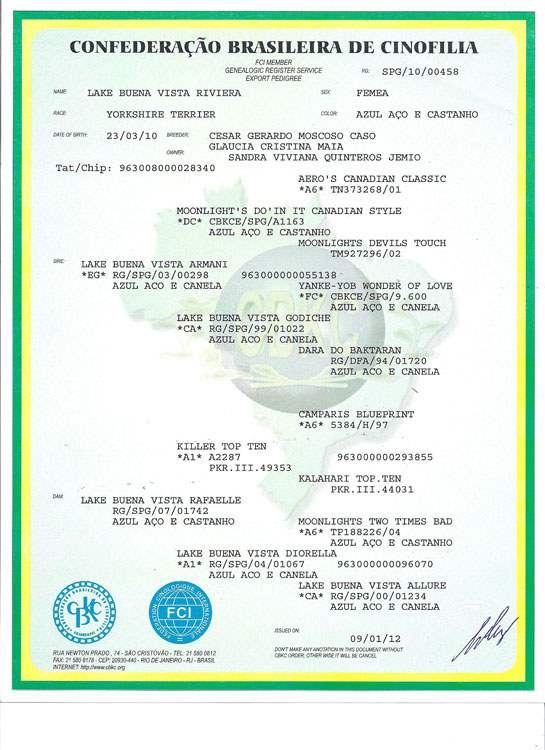 CONFEDERAÇÃO BRASILEIRA DE CINOFILIA
FCI MEMBER
GENEALOGIC REGISTER SERVICE
EXPORT PEDIGREE
RG: SPG/10/00458
NAME: LAKE BUENA VISTA RIVIERA SEX: FEMEA
RACE: YORKSHIRE TERRIER COLOR: AZUL AÇO E CASTANHO
DATE OF BIRTH: 23/03/10 BREEDER: CESAR GERARDO MOSCOSO CASO
GLAUCIA CRISTINA MAIA
OWNER: SANDRA VIVIANA QUINTEROS JEMIO
Tat/Chip: 963008000028340
AERO'S CANADIAN CLASSIC
*A6* TN373268/01
MOONLIGHT'S DO'IN IT CANADIAN STYLE
*DC* CBKCE/SPG/A1163
AZUL AÇO E CASTANHO
MOONLIGHTS DEVILS TOUCH
TM927296/02
SIRE: LAKE BUENA VISTA ARMANI
*EG* RG/SPG/03/00298 963000000055138
AZUL ACO E CANELA
YANKE-YOB WONDER OF LOVE
*FC* CBKCE/SPG/9.600
AZUL AÇO E CANELA
LAKE BUENA VISTA GODICHE
*CA* RG/SPG/99/01022
AZUL AÇO E CANELA
DARA DO BAKTARAN
RG/DFA/94/01720
AZUL ACO E CANELA
CBKC
CAMPARIS BLUEPRINT
*A6* 5384/H/97
KILLER TOP TEN
*A1* A2287 963000000293855
PKR.III.49353
KALAHARI TOP.TEN
PKR.III.44031
DAM: LAKE BUENA VISTA RAFAELLE
RG/SPG/07/01742
AZUL AÇO E CASTANHO
MOONLIGHTS TWO TIMES BAD
*A6* TP188226/04
AZUL AÇO E CASTANHO
LAKE BUENA VISTA DIORELLA
*A1* RG/SPG/04/01067 963000000096070
AZUL AÇO E CANELA
LAKE BUENA VISTA ALLURE
*CA* RG/SPG/00/01234
AZUL AÇO E CANELA
CBKC
FEDERATION CYNOLOGIQUE INTERNATIONALE
FCI
ISSUED ON:
09/01/12
DON'T MAKE ANY ANOTATION IN THIS DOCUMENT WITHOUT
CBKC ORDER; OTHER WISE IT WILL BE CANCEL
RUA NEWTON PRADO , 74 - SÃO CRISTÓVÃO - TEL: 21 580 0812
FAX: 21 580 8178 - CEP: 20930-440 - RIO DE JANEIRO - RJ - BRASIL
INTERNET: http://www.cbkc.org